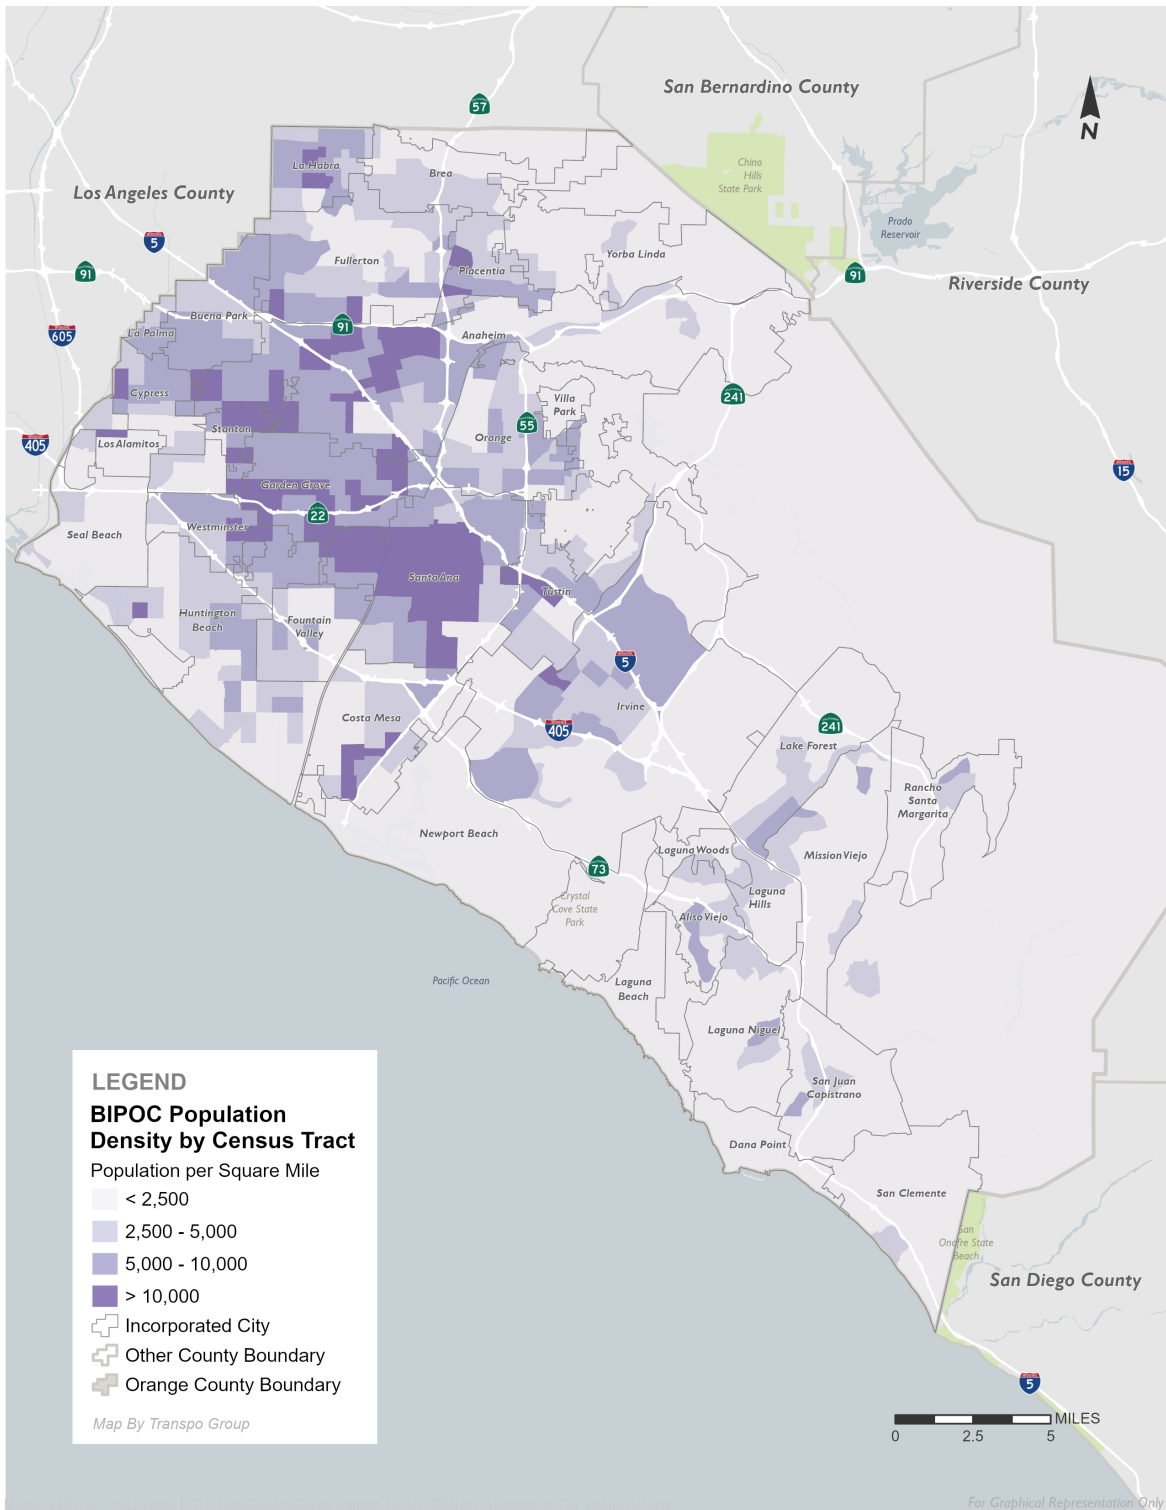 57
San Bernardino County
N
Chino
Hills
State Park
La Habra
Brea
Los Angeles County
Prado
Reservoir
5
91
Fullerton
Placentia
Yorba Linda
91
Riverside County
Buena Park
91
La Palma
605
Anaheim
Cypress
241
Villa
Park
55
Stanton
Orange
405
Los Alamitos
15
Garden Grove
22
Westminster
Seal Beach
Santa Ana
Tustin
Huntington
Beach
Fountain
Valley
5
Irvine
Costa Mesa
405
241
Lake Forest
Rancho
Santa
Margarita
Newport Beach
Laguna Woods
Mission Viejo
73
Laguna
Hills
Crystal
Cove State
Park
Aliso Viejo
Pacific Ocean
Laguna
Beach
Laguna Niguel
San Juan
Capistrano
Dana Point
San Clemente
San
Onofre State
Beach
San Diego County
5
LEGEND
BIPOC Population
Density by Census Tract
Population per Square Mile
< 2,500
2,500 - 5,000
5,000 - 10,000
> 10,000
Incorporated City
Other County Boundary
Orange County Boundary
Map By Transpo Group
MILES
0 2.5 5
For Graphical Representation Only